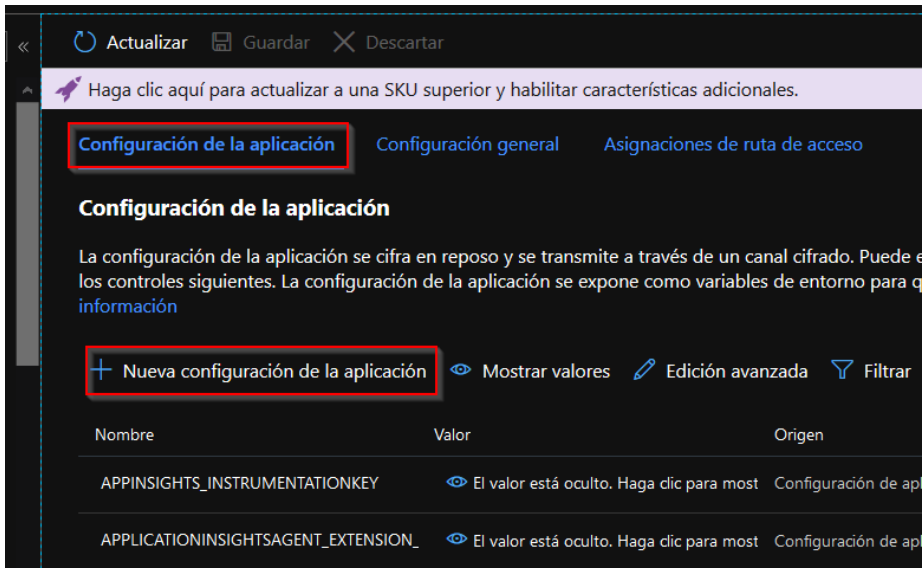 « Actualizar Guardar Descartar
Haga clic aquí para actualizar a una SKU superior y habilitar características adicionales.
Configuración de la aplicación Configuración general Asignaciones de ruta de acceso
Configuración de la aplicación
La configuración de la aplicación se cifra en reposo y se transmite a través de un canal cifrado. Puede
los controles siguientes. La configuración de la aplicación se expone como variables de entorno para
información
Nueva configuración de la aplicación Mostrar valores Edición avanzada Filtrar
Nombre Valor Origen
APPINSIGHTS_INSTRUMENTATIONKEY El valor está oculto. Haga clic para most Configuración de apl
APPLICATIONINSIGHTSAGENT_EXTENSION_ El valor está oculto. Haga clic para most Configuración de apl